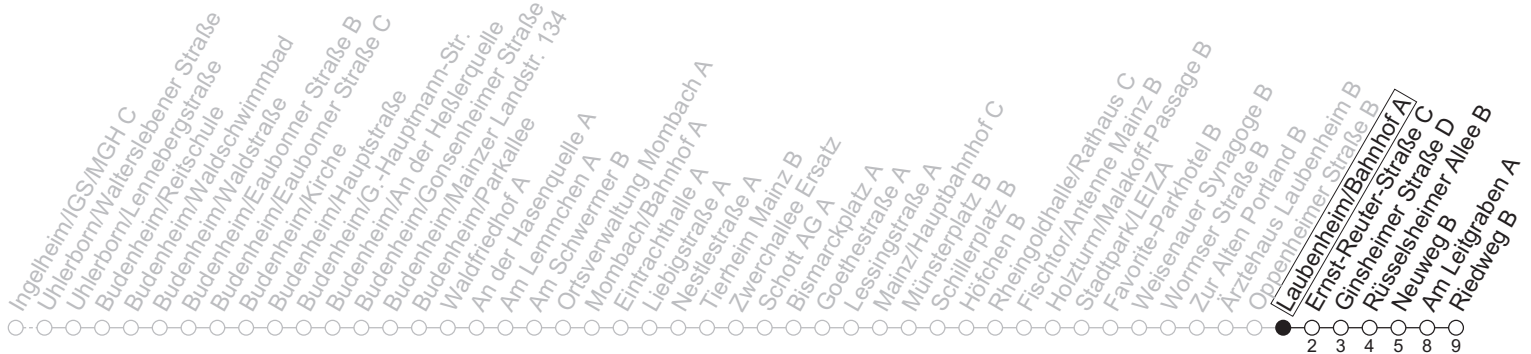 Ingelheim/IGS/MGH C
Uhlerborn/Walterslebener Straße
Uhlerborn/Lennebergstraße
Budenheim/Reitschule
Budenheim/Waldschwimmbad
Budenheim/Waldstraße
Budenheim/Eaubonner Straße B
Budenheim/Eaubonner Straße C
Budenheim/Kirche
Budenheim/Hauptstraße
Budenheim/G.-Hauptmann-Str.
Budenheim/An der Heßlerquelle
Budenheim/Gonsenheimer Straße
Budenheim/Mainzer Landstr. 134
Budenheim/Parkallee
Waldfriedhof A
An der Hasenquelle A
Am Lemmchen A
Am Schwermer B
Ortsverwaltung Mombach A
Mombach/Bahnhof A
Eintrachthalle A
Liebigstraße A
Nestlestraße A
Tierheim Mainz B
Zwerchallee Ersatz
Schott AG A
Bismarckplatz A
Goethestraße A
Lessingstraße A
Mainz/Hauptbahnhof C
Münsterplatz B
Schillerplatz B
Höfchen B
Rheingoldhalle/Rathaus C
Fischtor/Antenne Mainz B
Holzturm/Malakoff-Passage B
Stadtpark/LEIZA
Favorite-Parkhotel B
Weisenauer Synagoge B
Wormser Straße B
Zur Alten Portland B
Ärztehaus Laubenheim B
Oppenheimer Straße B
Laubenheim/Bahnhof A
Ernst-Reuter-Straße C
Ginsheimer Straße D
Rüsselsheimer Allee B
Neuweg B
Am Leitgraben A
Riedweg B
2 3 4 5 8 9